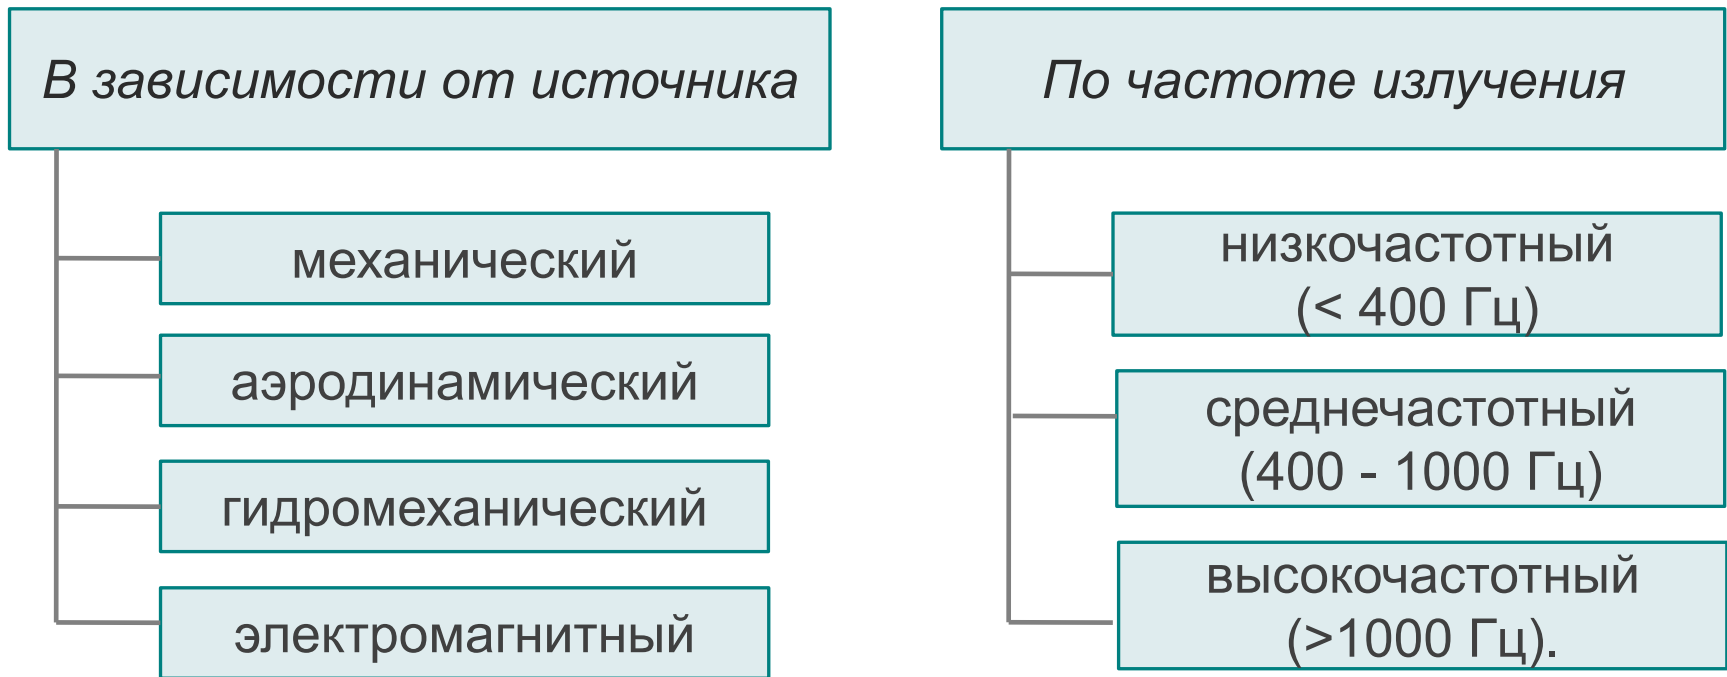 В зависимости от источника
механический
аэродинамический
гидромеханический
электромагнитный
По частоте излучения
низкочастотный
(< 400 Гц)
среднечастотный
(400 - 1000 Гц)
высокочастотный
(>1000 Гц).